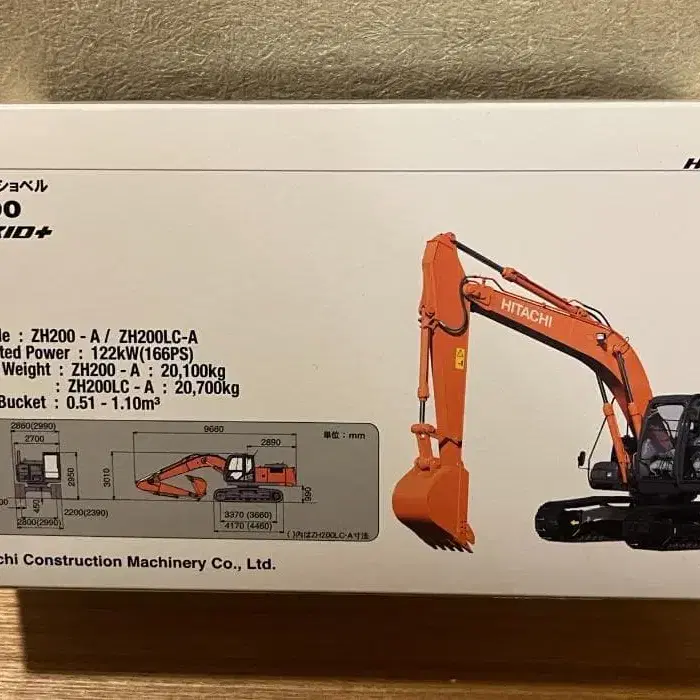 ショベル
HITACHI
de : ZH200 - A / ZH200LC-A
ted Power : 122kW(166PS)
Weight : ZH200 - A : 20,100kg
: ZH200LC - A : 20,700kg
Bucket : 0.51 - 1.10m³
2860(2990)
2700
9660
2890
単位：mm
2950
3010
990
450
2200(2390)
2800(2990)
3370 (3660)
4170 (4460)
( )内はZH200LC-A寸法
chi Construction Machinery Co., Ltd.